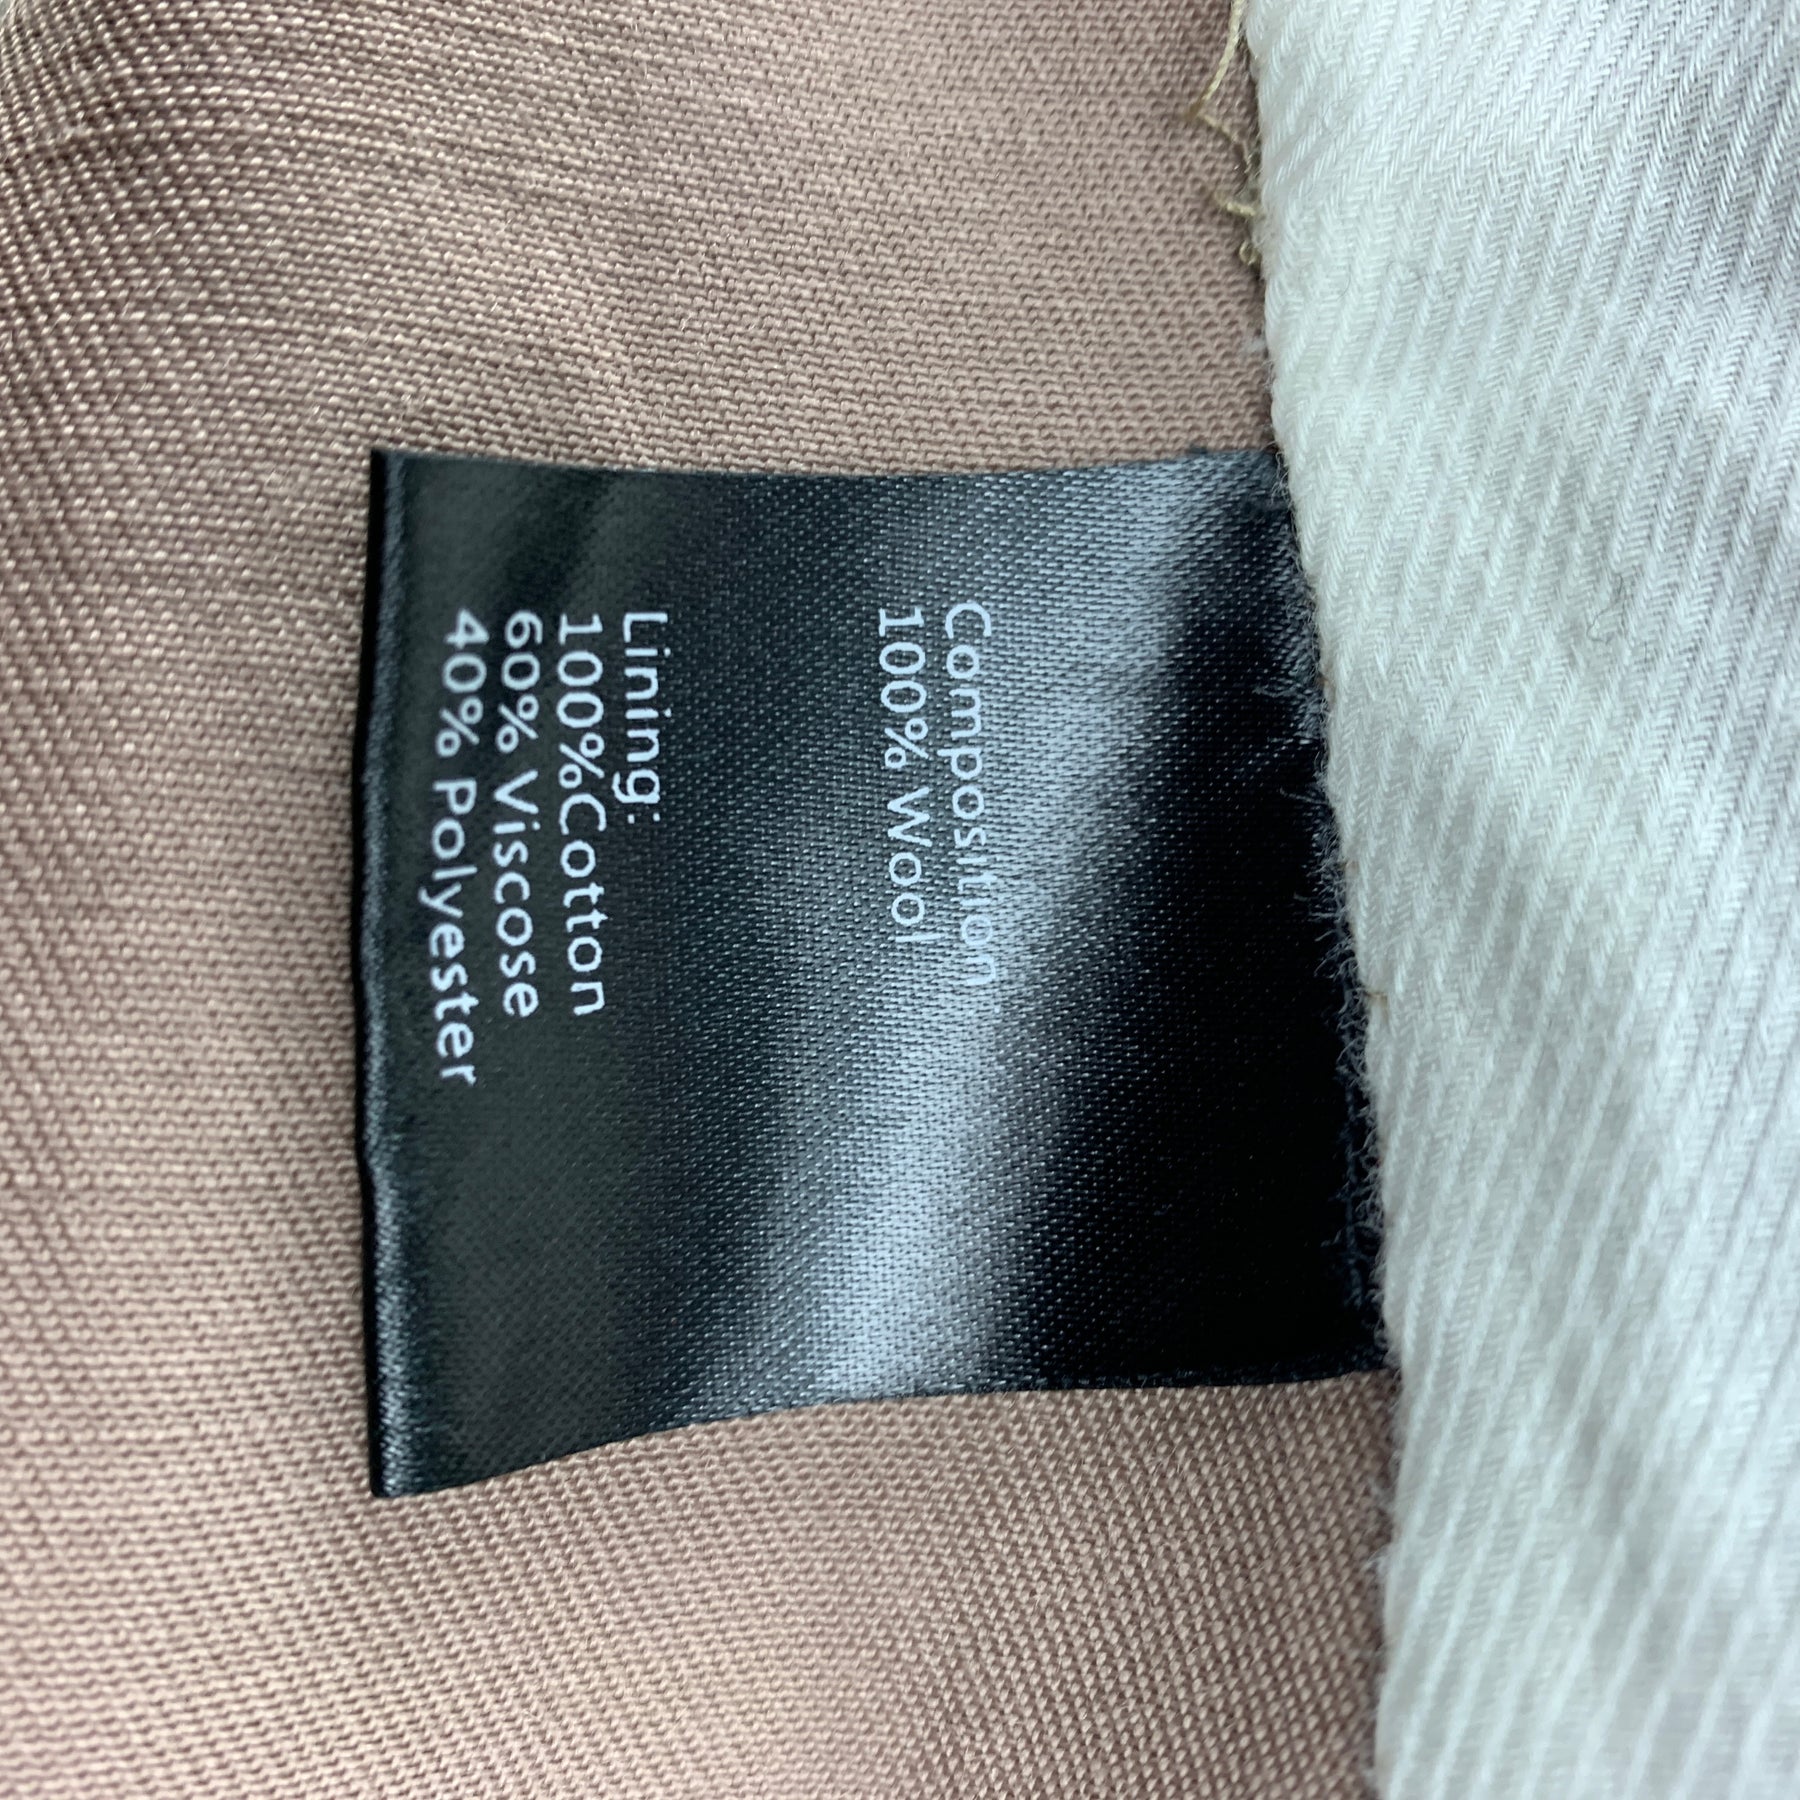 Composition
100% Wool
Lining:
100%Cotton
60% Viscose
40% Polyester